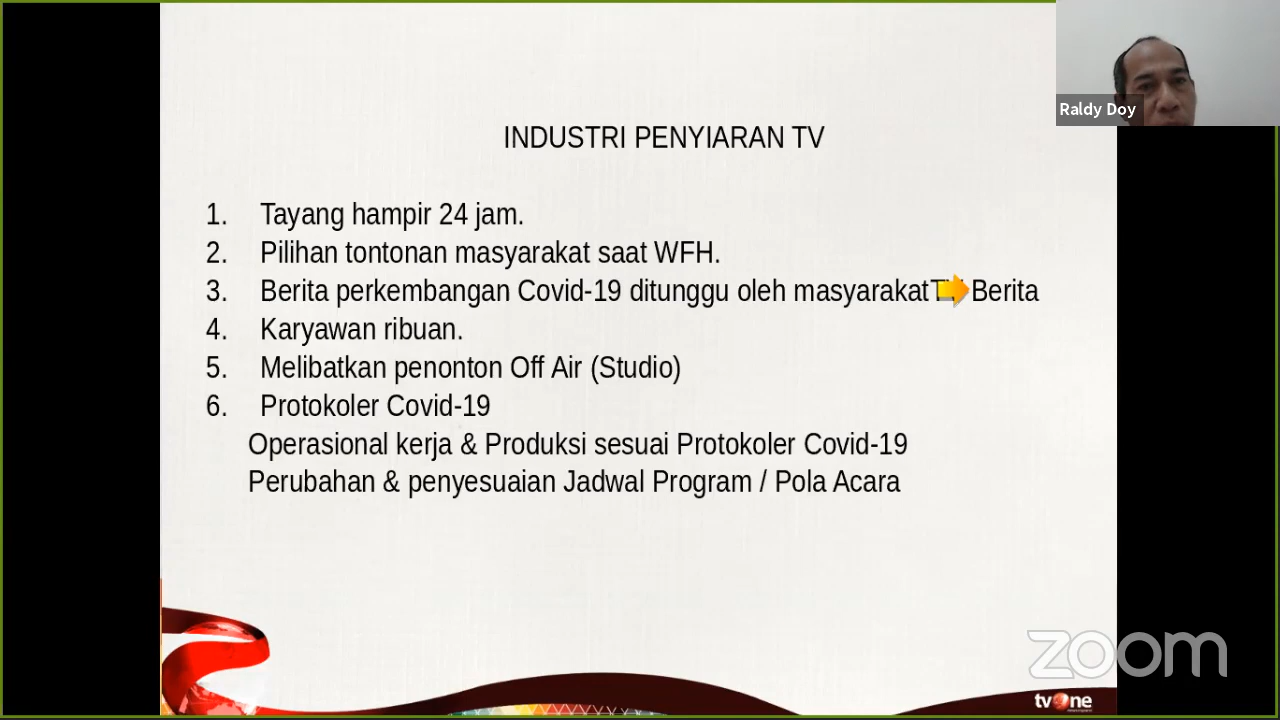 Raldy Doy
INDUSTRI PENYIARAN TV
1. Tayang hampir 24 jam.
2. Pilihan tontonan masyarakat saat WFH.
3. Berita perkembangan Covid-19 ditunggu oleh masyarakat Berita
4. Karyawan ribuan.
5. Melibatkan penonton Off Air (Studio)
6. Protokoler Covid-19
Operasional kerja & Produksi sesuai Protokoler Covid-19
Perubahan & penyesuaian Jadwal Program / Pola Acara
zoom
tvOne